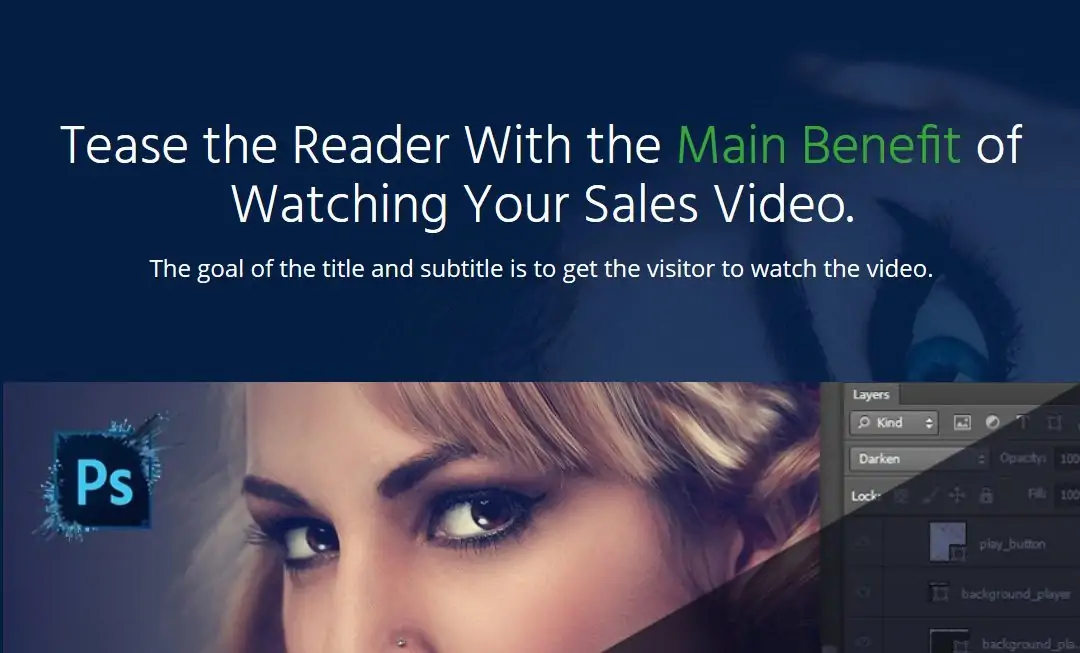 Tease the Reader With the Main Benefit of
Watching Your Sales Video.
The goal of the title and subtitle is to get the visitor to watch the video.
Ps
Layers
Kind
Darken
Opacity: 100
Lock:
Fill: 100
play_button
background_player
background_pla